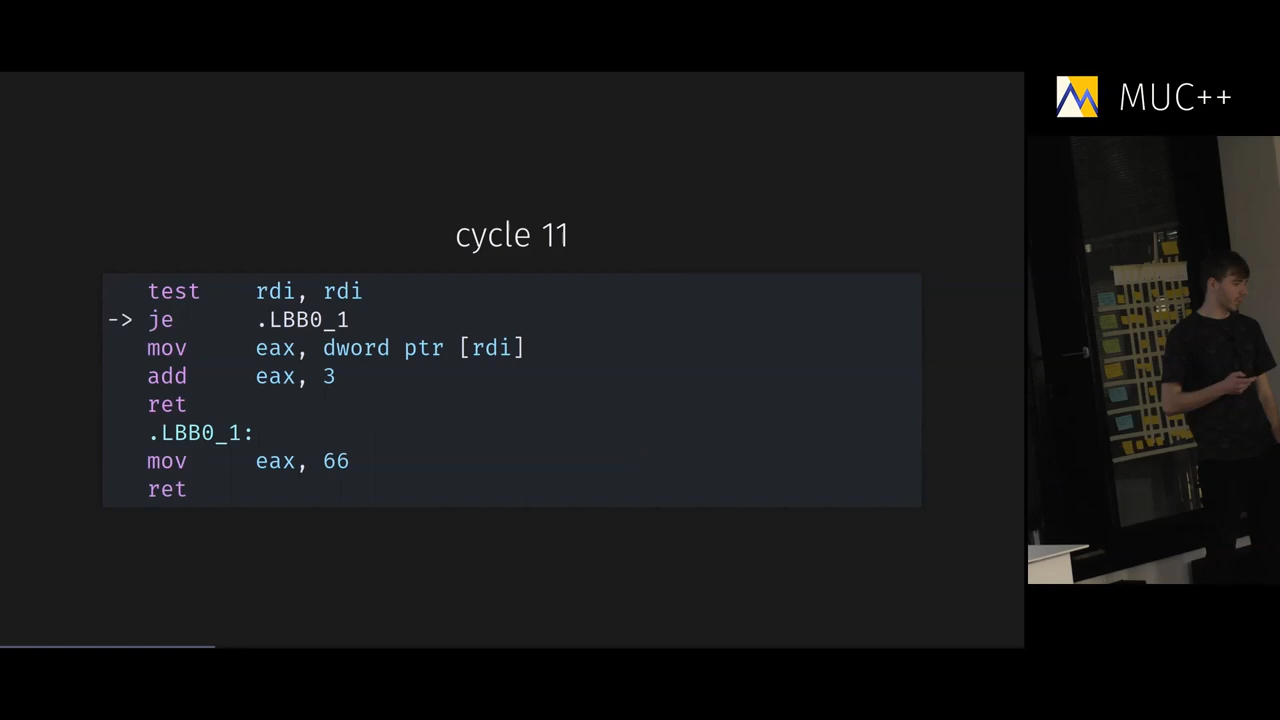 MUC++
cycle 11
test rdi, rdi
-> je .LBB0_1
mov eax, dword ptr [rdi]
add eax, 3
ret
.LBB0_1:
mov eax, 66
ret